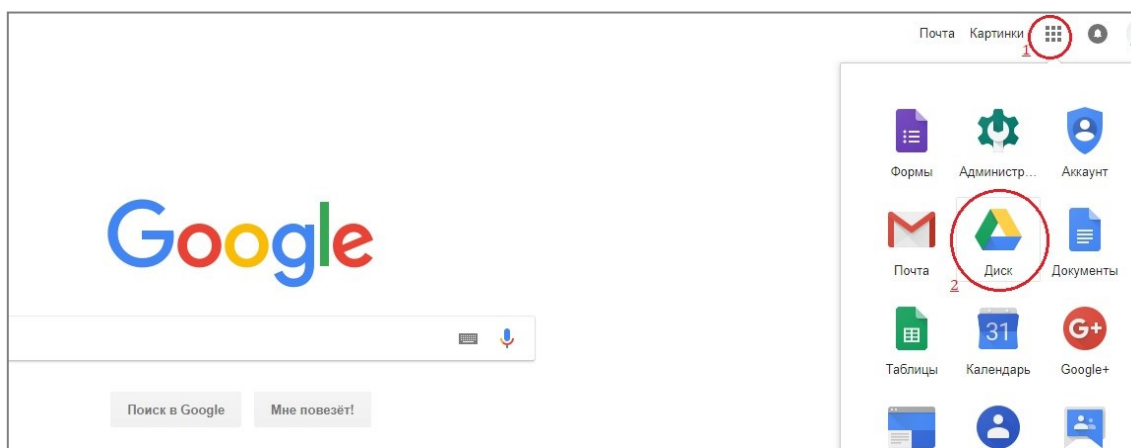 Почта Картинки
1
Формы Администр... Аккаунт
Google
Почта Диск Документы
2
31 G+
Таблицы Календарь Google+
Поиск в Google Мне повезёт!